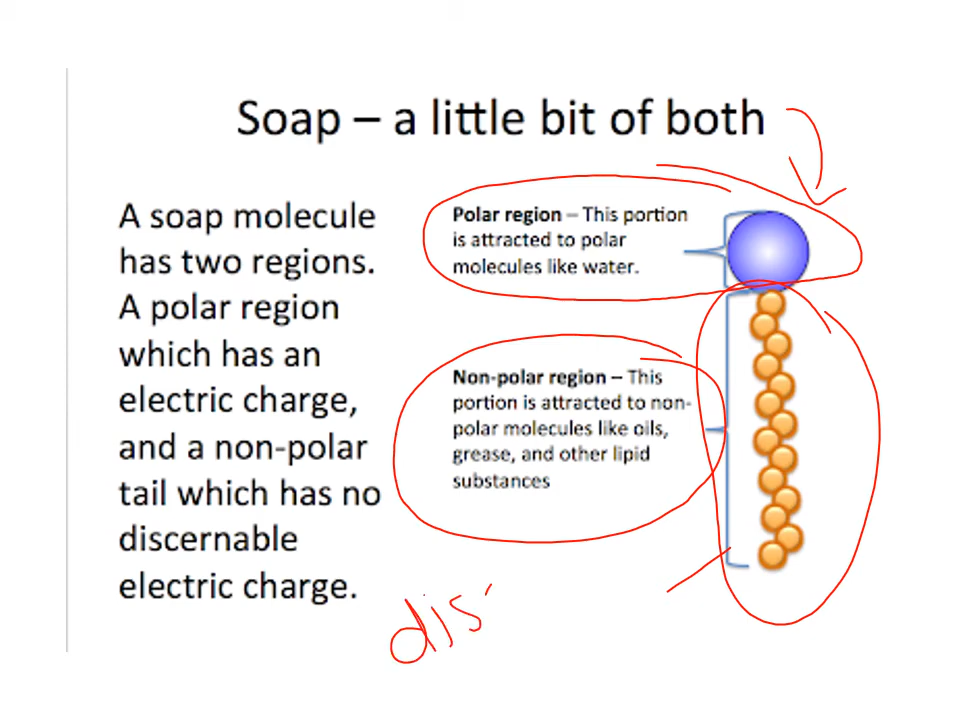 Soap – a little bit of both
A soap molecule
has two regions.
A polar region
which has an
electric charge,
and a non-polar
tail which has no
discernable
electric charge.
Polar region – This portion
is attracted to polar
molecules like water.
Non-polar region – This
portion is attracted to non-
polar molecules like oils,
grease, and other lipid
substances
dis